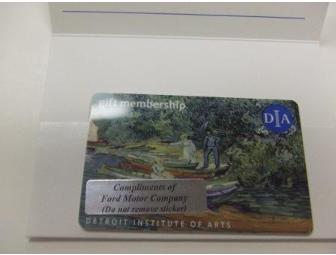 gift membership
DIA
Compliments of
Ford Motor Company
(Do not remove sticker)
DETROIT INSTITUTE OF ARTS